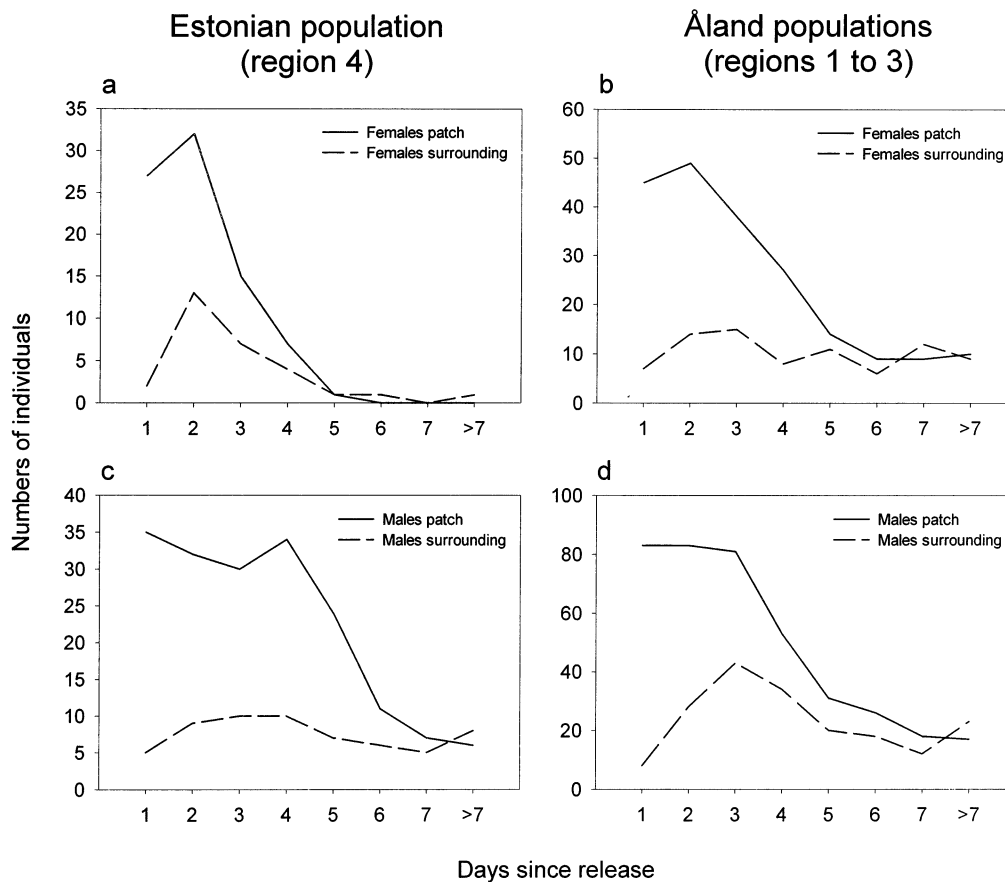 Estonian population
(region 4)
Åland populations
(regions 1 to 3)
a
35
30
25
20
15
10
5
0
Females patch
Females surrounding
1 2 3 4 5 6 7 >7
b
60
50
40
30
20
10
0
Females patch
Females surrounding
1 2 3 4 5 6 7 >7
c
40
35
30
25
20
15
10
5
0
Males patch
Males surrounding
1 2 3 4 5 6 7 >7
d
100
80
60
40
20
0
Males patch
Males surrounding
1 2 3 4 5 6 7 >7
Numbers of individuals
Days since release